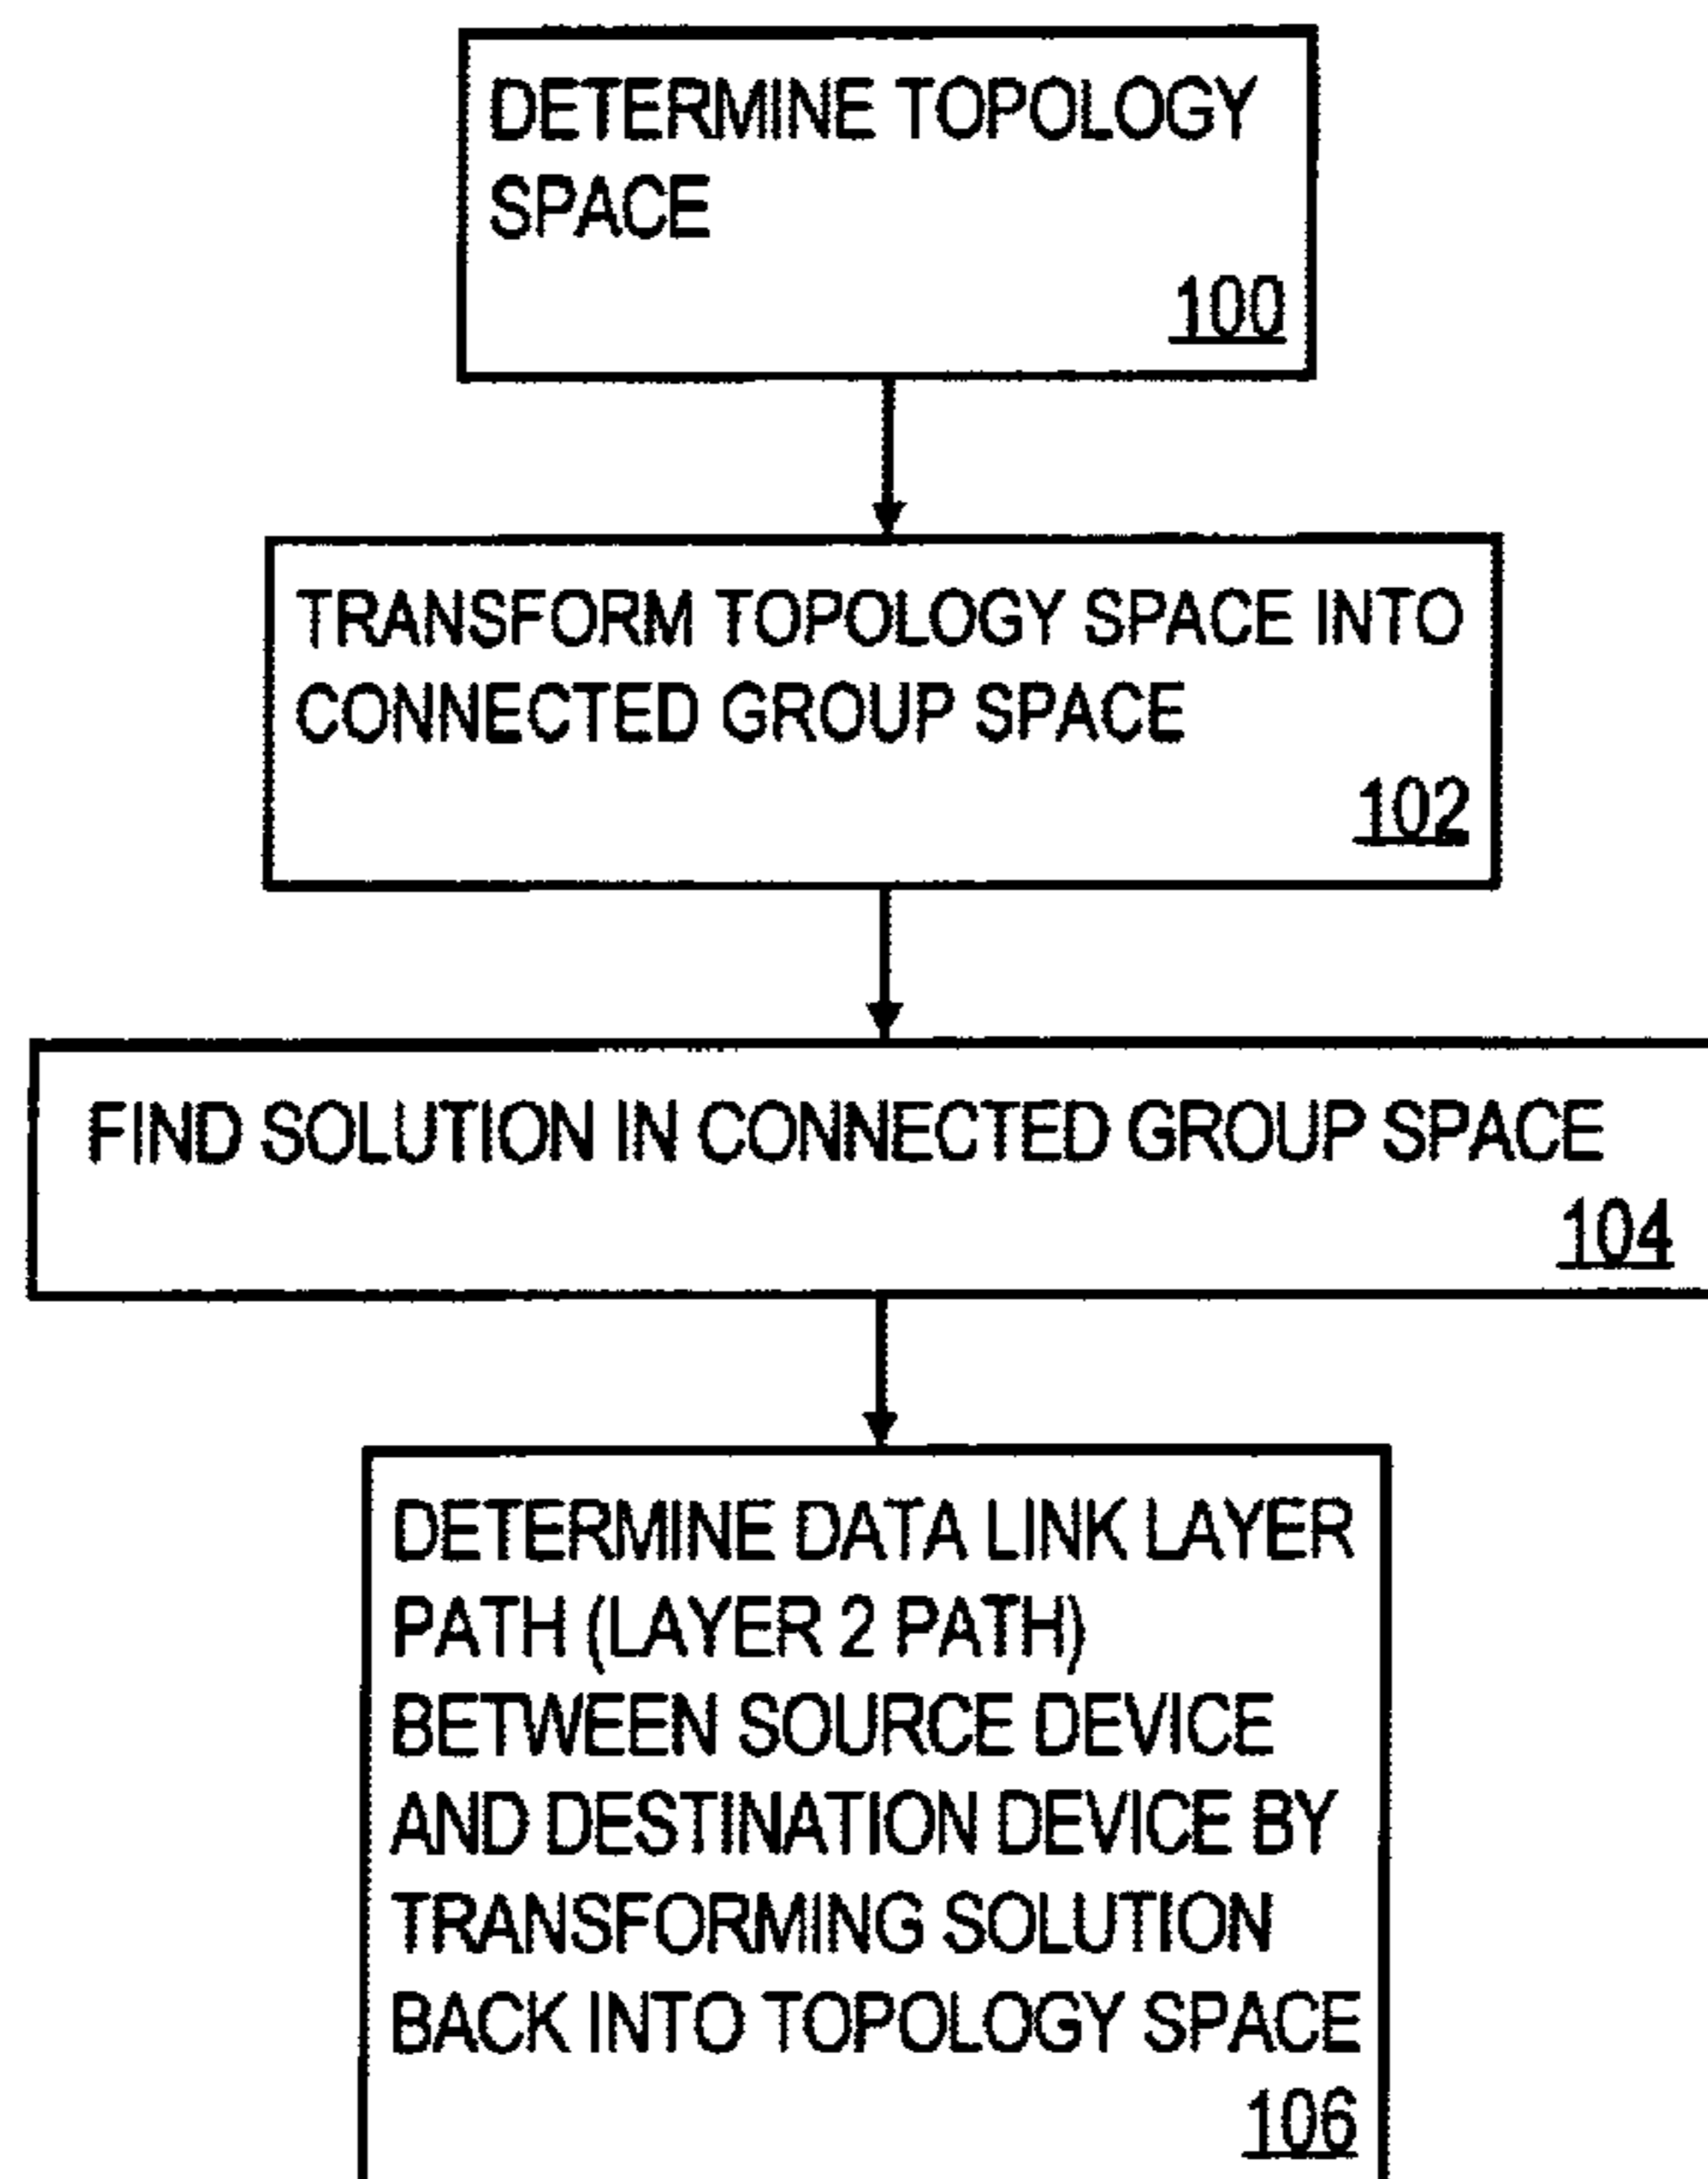 DETERMINE TOPOLOGY
SPACE
100
TRANSFORM TOPOLOGY SPACE INTO
CONNECTED GROUP SPACE
102
FIND SOLUTION IN CONNECTED GROUP SPACE
104
DETERMINE DATA LINK LAYER
PATH (LAYER 2 PATH)
BETWEEN SOURCE DEVICE
AND DESTINATION DEVICE BY
TRANSFORMING SOLUTION
BACK INTO TOPOLOGY SPACE
106